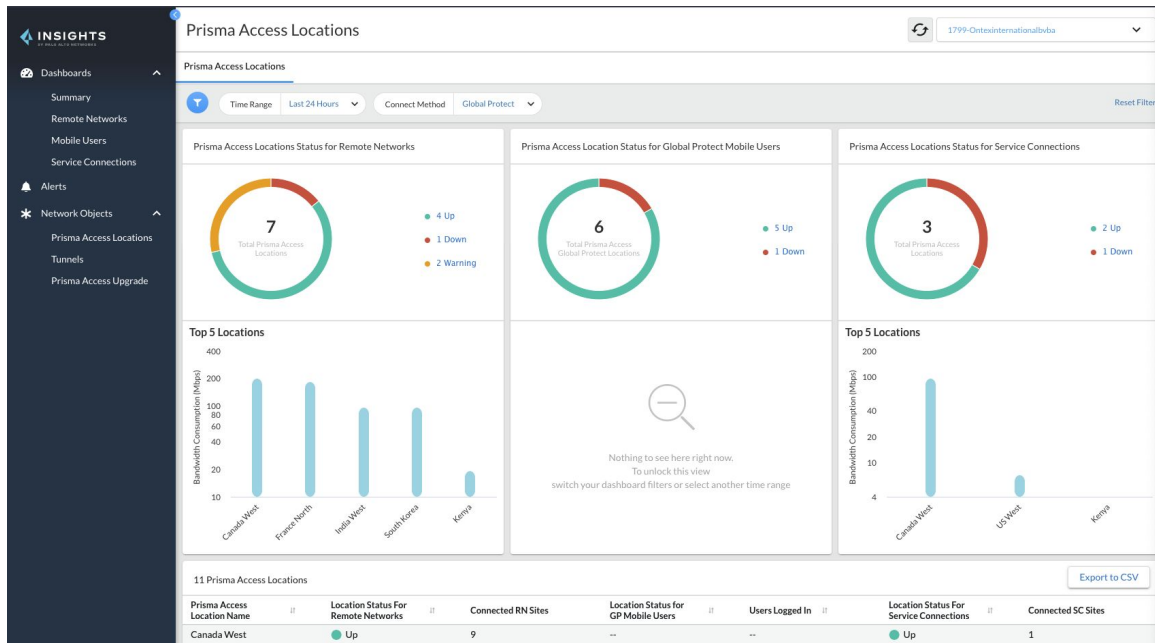 INSIGHTS
BY PALO ALTO NETWORKS
Dashboards
Summary
Remote Networks
Mobile Users
Service Connections
Alerts
Network Objects
Prisma Access Locations
Tunnels
Prisma Access Upgrade
Prisma Access Locations
1799-Ontexinternationalbvba
Prisma Access Locations
Time Range Last 24 Hours
Connect Method Global Protect
Reset Filter
Prisma Access Locations Status for Remote Networks
7
Total Prisma Access
Locations
4 Up
1 Down
2 Warning
Top 5 Locations
Bandwidth Consumption (Mbps)
400
200
100
80
60
40
20
10
Canada West
France North
India West
South Korea
Kenya
Prisma Access Location Status for Global Protect Mobile Users
6
Total Prisma Access
Global Protect Locations
5 Up
1 Down
Nothing to see here right now.
To unlock this view
switch your dashboard filters or select another time range
Prisma Access Locations Status for Service Connections
3
Total Prisma Access
Locations
2 Up
1 Down
Top 5 Locations
Bandwidth Consumption (Mbps)
200
100
40
20
10
4
Canada West
US West
Kenya
11 Prisma Access Locations
Export to CSV
Prisma Access
Location Name
Location Status For
Remote Networks
Connected RN Sites
Location Status for
GP Mobile Users
Users Logged In
Location Status For
Service Connections
Connected SC Sites
Canada West Up 9 -- -- Up 1